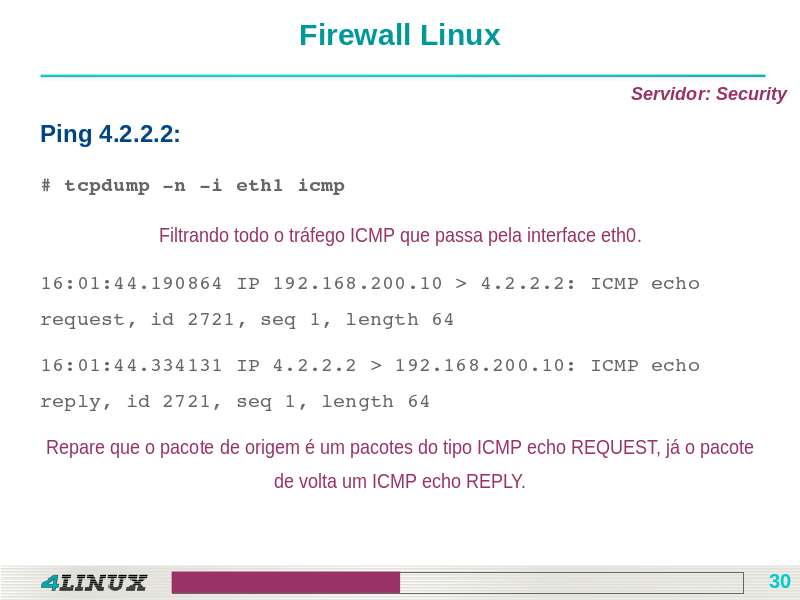 Firewall Linux
Servidor: Security
Ping 4.2.2.2:
# tcpdump -n -i eth1 icmp
Filtrando todo o tráfego ICMP que passa pela interface eth0.
16:01:44.190864 IP 192.168.200.10 > 4.2.2.2: ICMP echo
request, id 2721, seq 1, length 64
16:01:44.334131 IP 4.2.2.2 > 192.168.200.10: ICMP echo
reply, id 2721, seq 1, length 64
Repare que o pacote de origem é um pacotes do tipo ICMP echo REQUEST, já o pacote
de volta um ICMP echo REPLY.
4LINUX
30